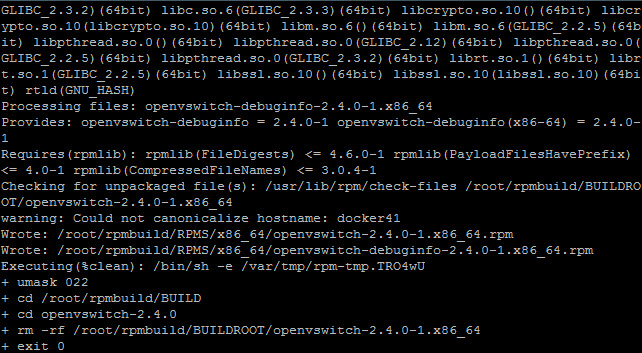 GLIBC_2.3.2)(64bit) libc.so.6(GLIBC_2.3.3)(64bit) libcrypto.so.10()(64bit) libcr
ypto.so.10(libcrypto.so.10)(64bit) libm.so.6()(64bit) libm.so.6(GLIBC_2.2.5)(64b
it) libpthread.so.0()(64bit) libpthread.so.0(GLIBC_2.12)(64bit) libpthread.so.0(
GLIBC_2.2.5)(64bit) libpthread.so.0(GLIBC_2.3.2)(64bit) librt.so.1()(64bit) libr
t.so.1(GLIBC_2.2.5)(64bit) libssl.so.10()(64bit) libssl.so.10(libssl.so.10)(64bi
t) rtld(GNU_HASH)
Processing files: openvswitch-debuginfo-2.4.0-1.x86_64
Provides: openvswitch-debuginfo = 2.4.0-1 openvswitch-debuginfo(x86-64) = 2.4.0-
1
Requires(rpmlib): rpmlib(FileDigests) <= 4.6.0-1 rpmlib(PayloadFilesHavePrefix)
<= 4.0-1 rpmlib(CompressedFileNames) <= 3.0.4-1
Checking for unpackaged file(s): /usr/lib/rpm/check-files /root/rpmbuild/BUILDRO
OT/openvswitch-2.4.0-1.x86_64
warning: Could not canonicalize hostname: docker41
Wrote: /root/rpmbuild/RPMS/x86_64/openvswitch-2.4.0-1.x86_64.rpm
Wrote: /root/rpmbuild/RPMS/x86_64/openvswitch-debuginfo-2.4.0-1.x86_64.rpm
Executing(%clean): /bin/sh -e /var/tmp/rpm-tmp.TRO4wU
+ umask 022
+ cd /root/rpmbuild/BUILD
+ cd openvswitch-2.4.0
+ rm -rf /root/rpmbuild/BUILDROOT/openvswitch-2.4.0-1.x86_64
+ exit 0